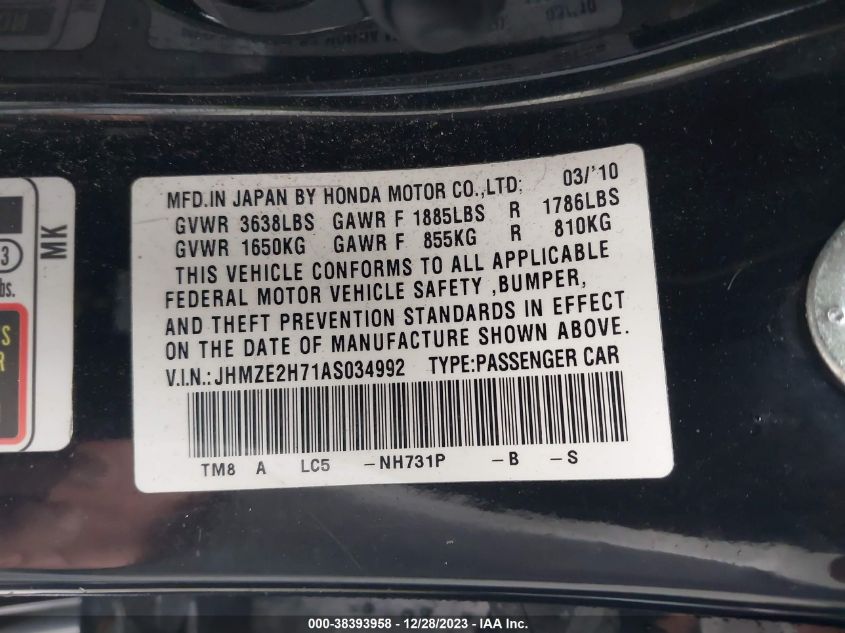 MFD.IN JAPAN BY HONDA MOTOR CO.,LTD; 03/'10
GVWR 3638LBS GAWR F 1885LBS R 1786LBS
GVWR 1650KG GAWR F 855KG R 810KG
THIS VEHICLE CONFORMS TO ALL APPLICABLE
FEDERAL MOTOR VEHICLE SAFETY ,BUMPER,
AND THEFT PREVENTION STANDARDS IN EFFECT
ON THE DATE OF MANUFACTURE SHOWN ABOVE.
V.I.N.:JHMZE2H71AS034992 TYPE:PASSENGER CAR
TM8 A LC5 -NH731P -B -S
MK
3
bs.
S
R
000-38393958 - 12/28/2023 - IAA Inc.